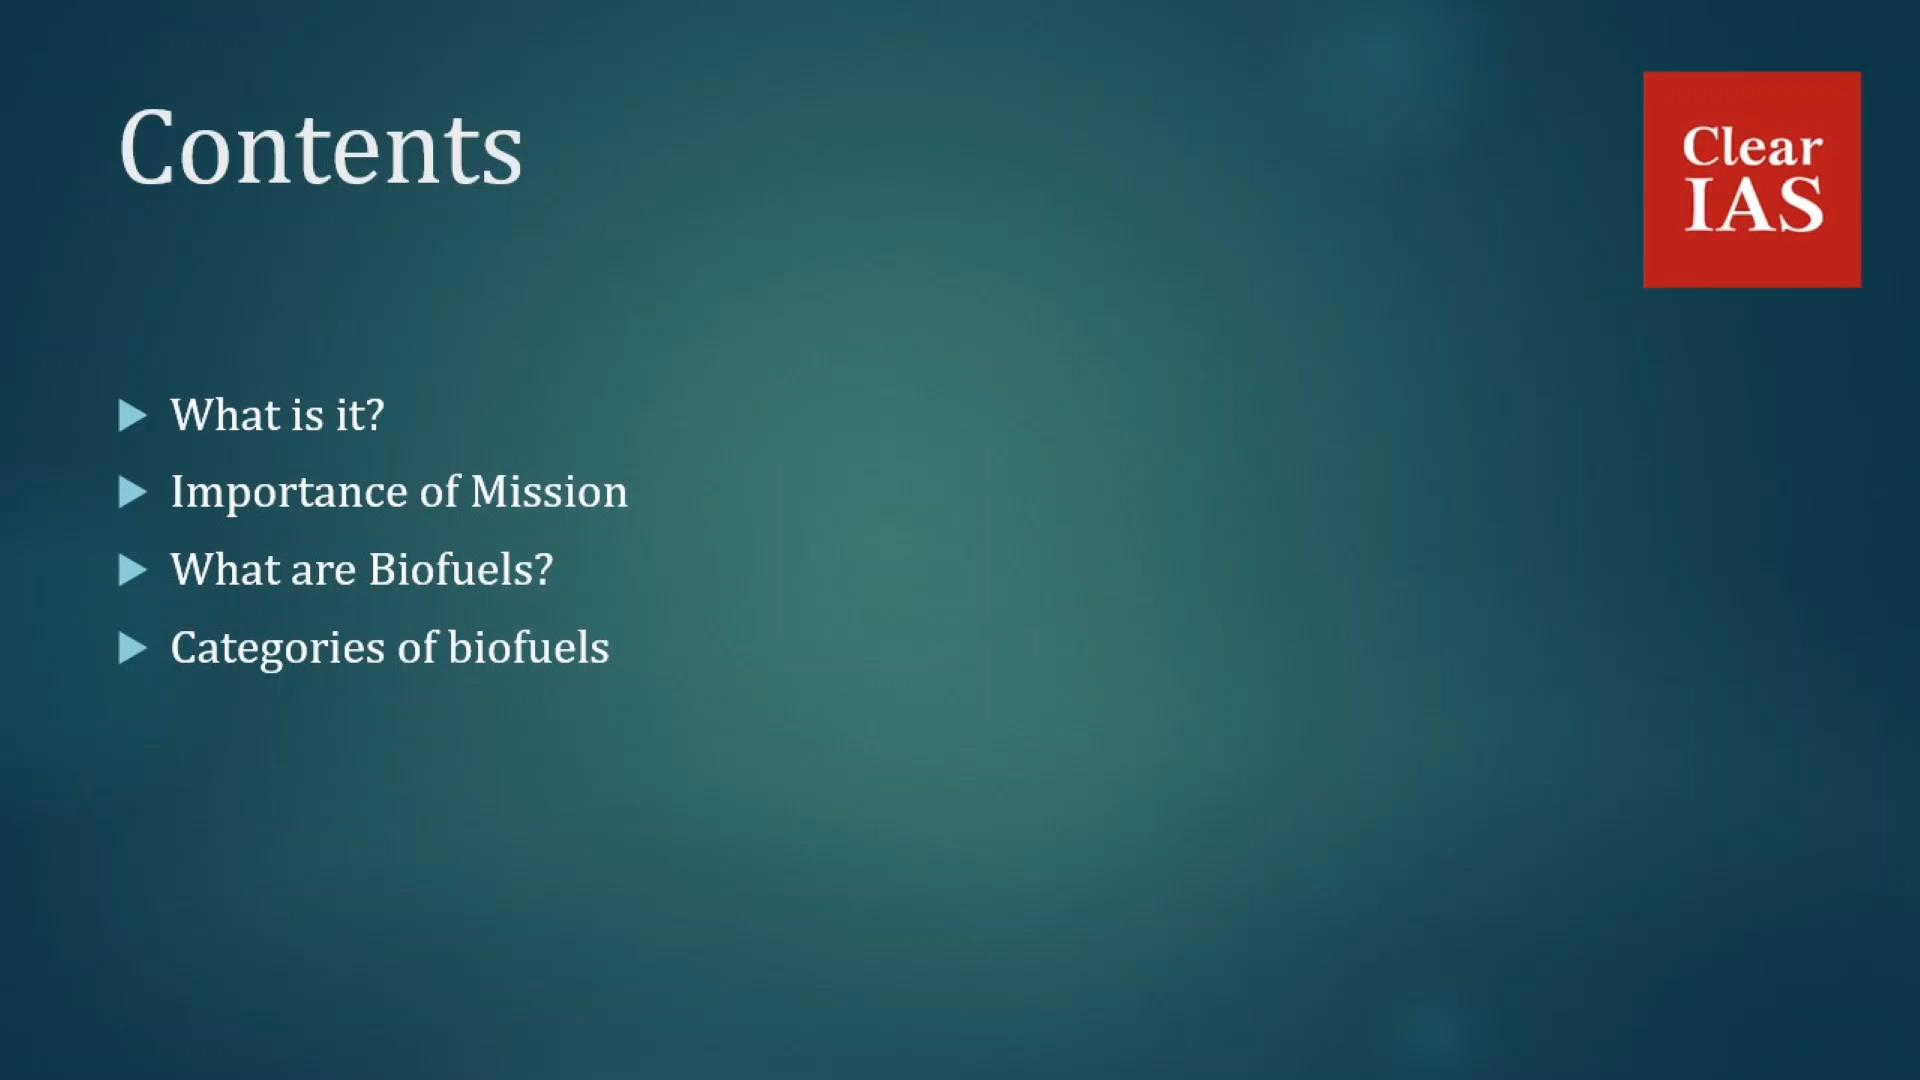 Contents
Clear
IAS
What is it?
Importance of Mission
What are Biofuels?
Categories of biofuels